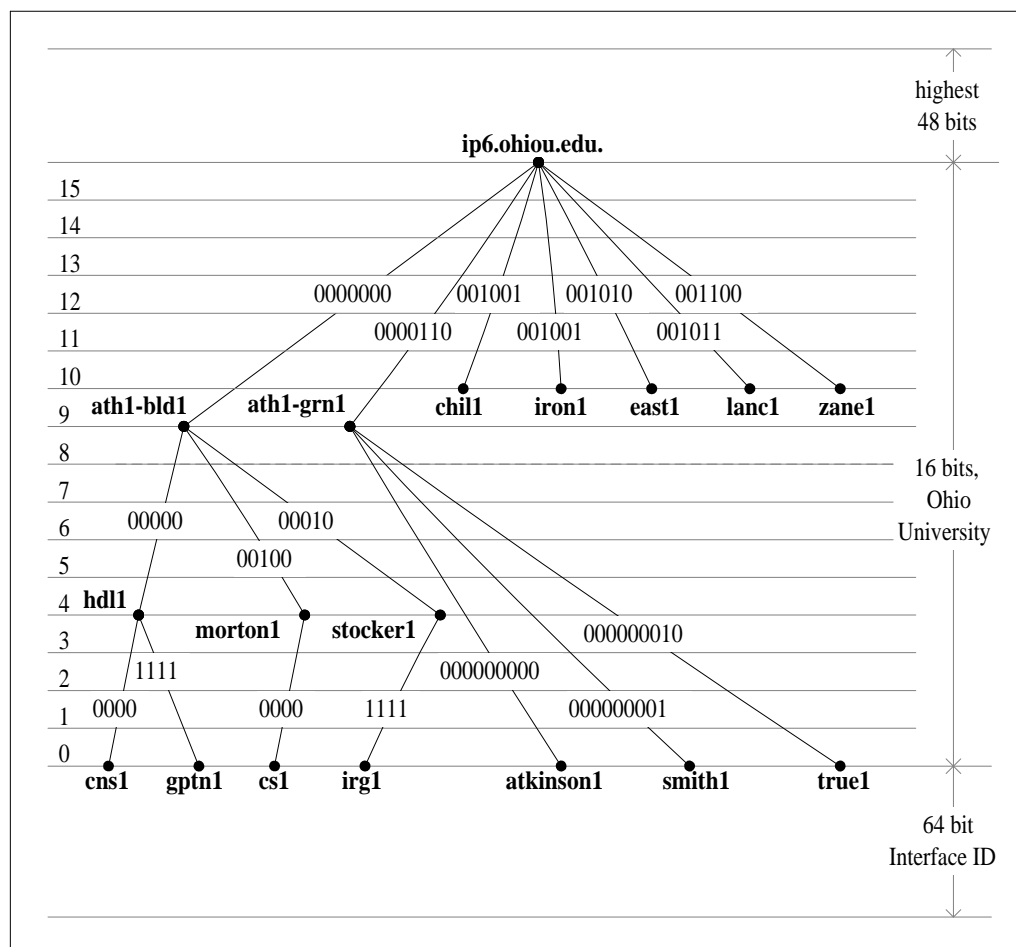 highest
48 bits
ip6.ohiou.edu.
15
14
13
0000000 001001 001010 001100
12
0000110 001001 001011
11
10
ath1-bld1 ath1-grn1 chil1 iron1 east1 lanc1 zane1
9
8
16 bits,
Ohio
University
7
00000 00010
6
00100
5
hdl1
4
morton1 stocker1
000000010
3
1111 000000000
2
0000 0000 1111 000000001
1
0
cns1 gptn1 cs1 irg1 atkinson1 smith1 true1
64 bit
Interface ID